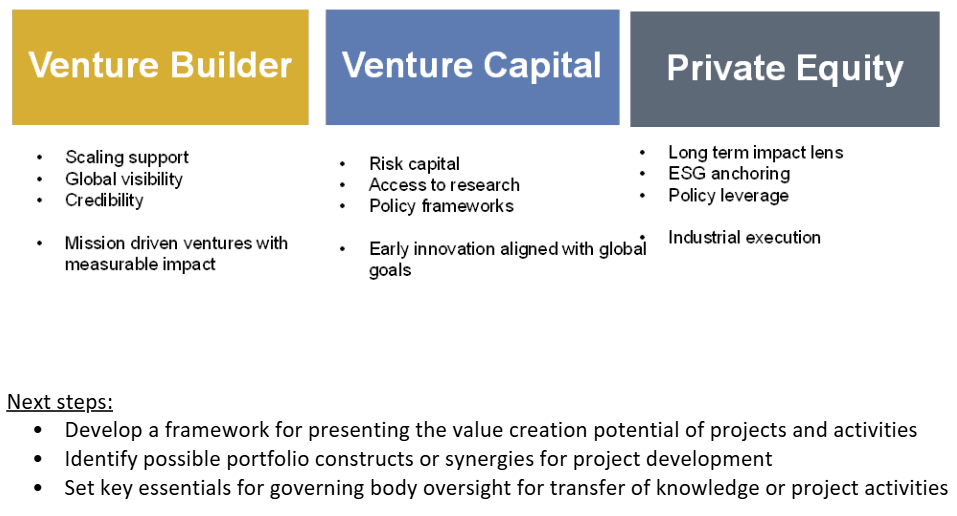 Venture Builder
• Scaling support
• Global visibility
• Credibility
• Mission driven ventures with
measurable impact
Venture Capital
• Risk capital
• Access to research
• Policy frameworks
• Early innovation aligned with global
goals
Private Equity
• Long term impact lens
• ESG anchoring
• Policy leverage
• Industrial execution
Next steps:
• Develop a framework for presenting the value creation potential of projects and activities
• Identify possible portfolio constructs or synergies for project development
• Set key essentials for governing body oversight for transfer of knowledge or project activities